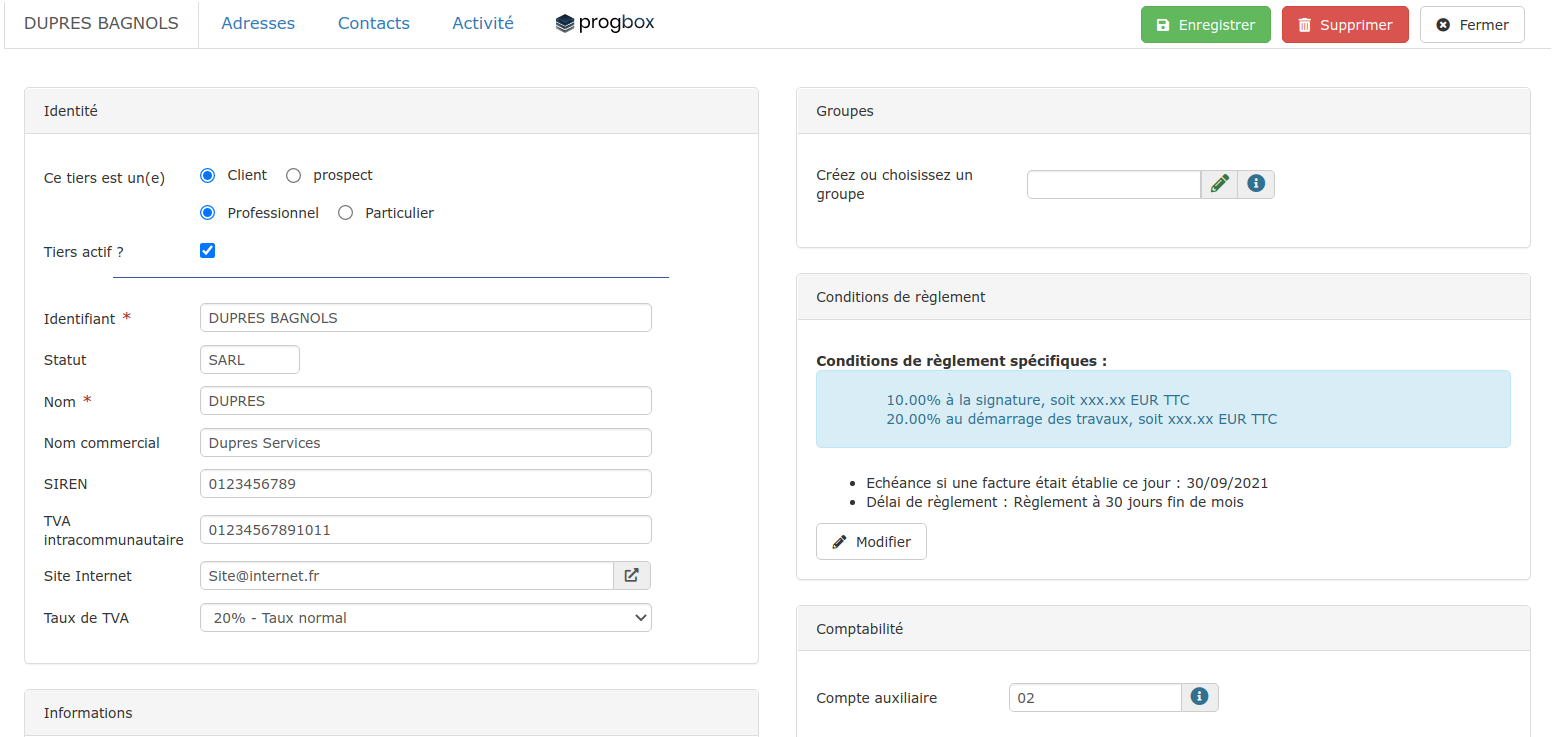 DUPRES BAGNOLS Adresses Contacts Activité progbox Enregistrer Supprimer Fermer
Identité
Ce tiers est un(e) Client prospect
Professionnel Particulier
Tiers actif ?
Identifiant * DUPRES BAGNOLS
Statut SARL
Nom * DUPRES
Nom commercial Dupres Services
SIREN 0123456789
TVA
intracommunautaire 01234567891011
Site Internet Site@internet.fr
Taux de TVA 20% - Taux normal
Informations
Groupes
Créez ou choisissez un
groupe
Conditions de règlement
Conditions de règlement spécifiques :
10.00% à la signature, soit xxx.xx EUR TTC
20.00% au démarrage des travaux, soit xxx.xx EUR TTC
• Echéance si une facture était établie ce jour : 30/09/2021
• Délai de règlement : Règlement à 30 jours fin de mois
Modifier
Comptabilité
Compte auxiliaire 02